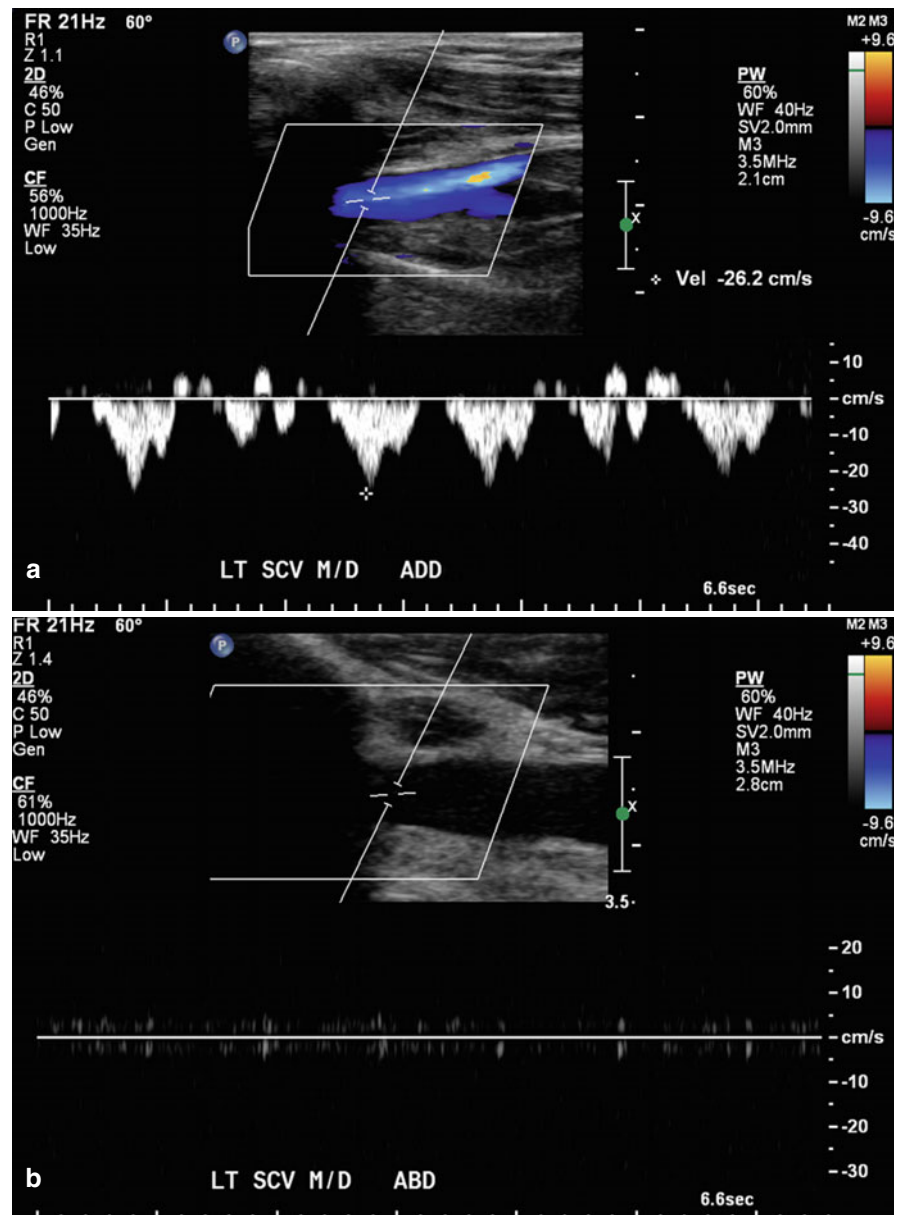 FR 21Hz 60°
R1
Z 1.1
2D
46%
C 50
P Low
Gen
CF
56%
1000Hz
WF 35Hz
Low
P
M2 M3
+9.6
-9.6
cm/s
PW
60%
WF 40Hz
SV2.0mm
M3
3.5MHz
2.1cm
x
Vel -26.2 cm/s
10
cm/s
-10
-20
-30
-40
a
LT SCV M/D ADD
6.6sec
FR 21Hz 60°
R1
Z 1.4
2D
46%
C 50
P Low
Gen
CF
61%
1000Hz
WF 35Hz
Low
P
M2 M3
+9.6
-9.6
cm/s
PW
60%
WF 40Hz
SV2.0mm
M3
3.5MHz
2.8cm
x
3.5
20
10
cm/s
-10
-20
-30
b
LT SCV M/D ABD
6.6sec